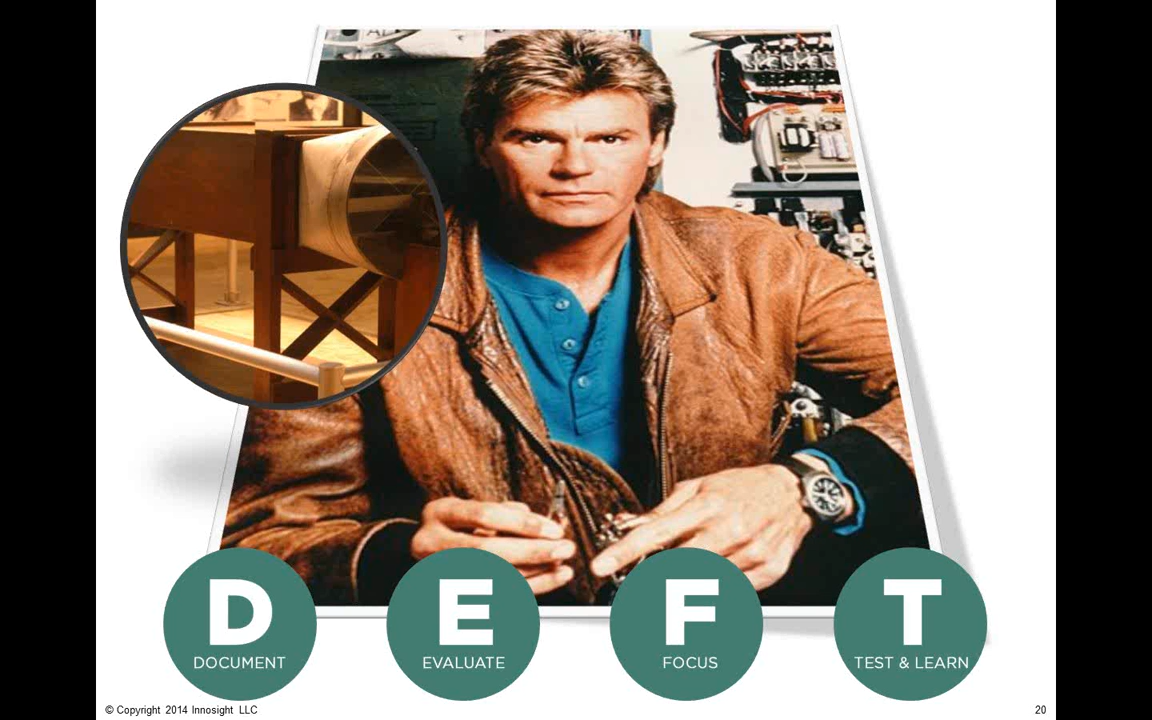 D
DOCUMENT
E
EVALUATE
F
FOCUS
T
TEST & LEARN
© Copyright 2014 Innosight LLC
20